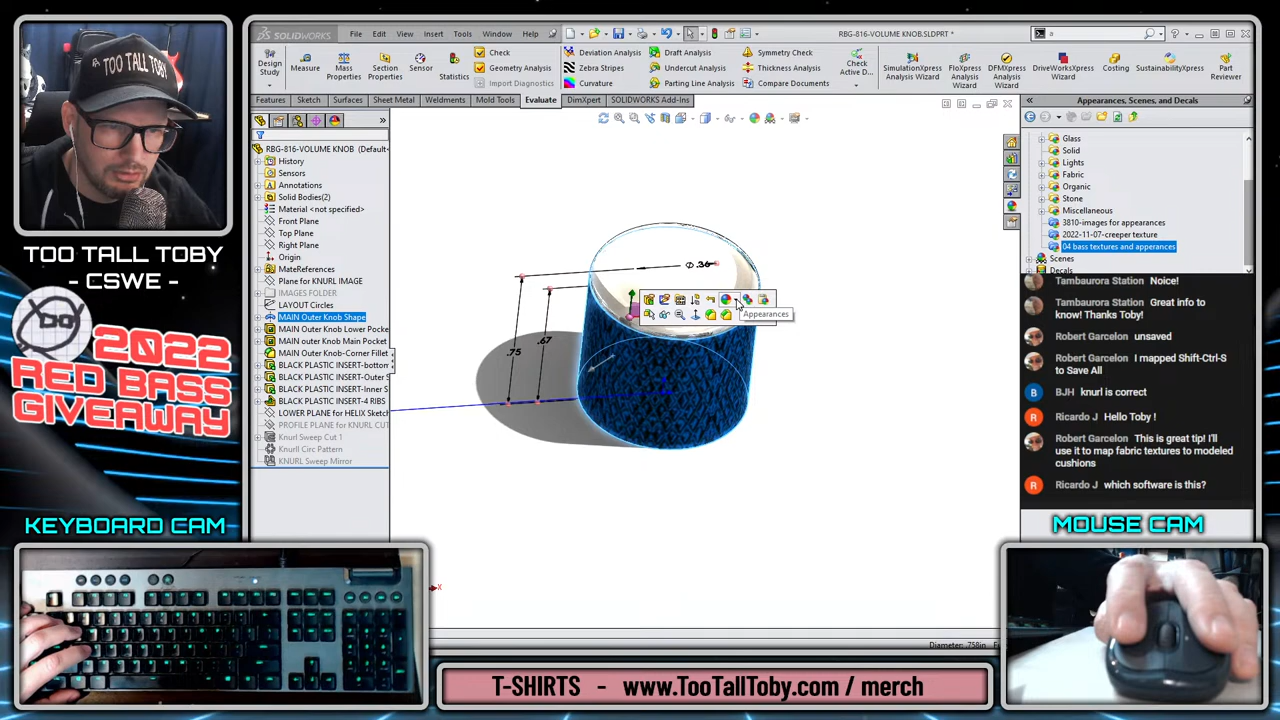 SOLIDWORKS
File
Edit
View
Insert
Tools
Window
Help
RBG-816-VOLUME KNOB.SLDPRT *
Design
Study
Measure
Mass
Properties
Section
Properties
Sensor
Statistics
Check
Geometry Analysis
Import Diagnostics
Deviation Analysis
Zebra Stripes
Curvature
Draft Analysis
Undercut Analysis
Parting Line Analysis
Symmetry Check
Thickness Analysis
Compare Documents
Check
Active D...
SimulationXpress
Analysis Wizard
FloXpress
Analysis
Wizard
DFMXpress
Analysis
Wizard
DriveWorksXpress
Wizard
Costing
SustainabilityXpress
Part
Reviewer
Features
Sketch
Surfaces
Sheet Metal
Weldments
Mold Tools
Evaluate
DimXpert
SOLIDWORKS Add-Ins
RBG-816-VOLUME KNOB (Default<
History
Sensors
Annotations
Solid Bodies(2)
Material <not specified>
Front Plane
Top Plane
Right Plane
Origin
MateReferences
Plane for KNURL IMAGE
IMAGES FOLDER
LAYOUT Circles
MAIN Outer Knob Shape
MAIN Outer Knob Lower Pocke
MAIN outer Knob Main Pocket
MAIN Outer Knob-Corner Fillet
BLACK PLASTIC INSERT-bottom
BLACK PLASTIC INSERT-Outer S
BLACK PLASTIC INSERT-Inner S
BLACK PLASTIC INSERT-4 RIBS
LOWER PLANE for HELIX Sketch
PROFILE PLANE for KNURL CUT
Knurl Sweep Cut 1
Knurll Circ Pattern
KNURL Sweep Mirror
.75
.67
Appearances
X
Diameter: .758in
Appearances, Scenes, and Decals
Glass
Solid
Lights
Fabric
Organic
Stone
Miscellaneous
3810-images for appearances
2022-11-07-creeper texture
04 bass textures and apperances
Scenes
Decals
Tambaurora Stamen Noice!
Tambaurora Stamen Great info to
know! Thanks Toby!
Robert Garcelon unsaved
Robert Garcelon I mapped Shift-Ctrl-S
to Save All
B
BJH knurl is correct
R
Ricardo J Hello Toby !
Robert Garcelon This is great tip! I'll
use it to map fabric textures to modeled
cushions
R
Ricardo J which software is this?
TOO TALL TOBY
TOO TALL TOBY
- CSWE -
2022
RED BASS
GIVEAWAY
KEYBOARD CAM
MOUSE CAM
T-SHIRTS - www.TooTallToby.com / merch